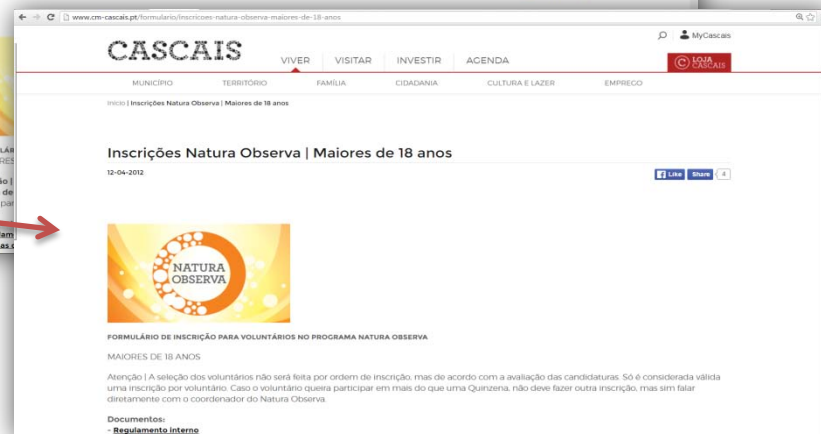 www.cm-cascais.pt/formulario/inscricoes-natura-observa-maiores-de-18-anos
MyCascais
CASCAIS
VIVER VISITAR INVESTIR AGENDA
LOJA CASCAIS
MUNICÍPIO TERRITÓRIO FAMÍLIA CIDADANIA CULTURA E LAZER EMPREGO
Início | Inscrições Natura Observa | Maiores de 18 anos
Inscrições Natura Observa | Maiores de 18 anos
12-04-2012
Like Share 4
NATURA
OBSERVA
FORMULÁRIO DE INSCRIÇÃO PARA VOLUNTÁRIOS NO PROGRAMA NATURA OBSERVA
MAIORES DE 18 ANOS
Atenção | A seleção dos voluntários não será feita por ordem de inscrição, mas de acordo com a avaliação das candidaturas. Só é considerada válida
uma inscrição por voluntário. Caso o voluntário queira participar em mais do que uma Quinzena, não deve fazer outra inscrição, mas sim falar
diretamente com o coordenador do Natura Observa.
Documentos:
- Regulamento interno